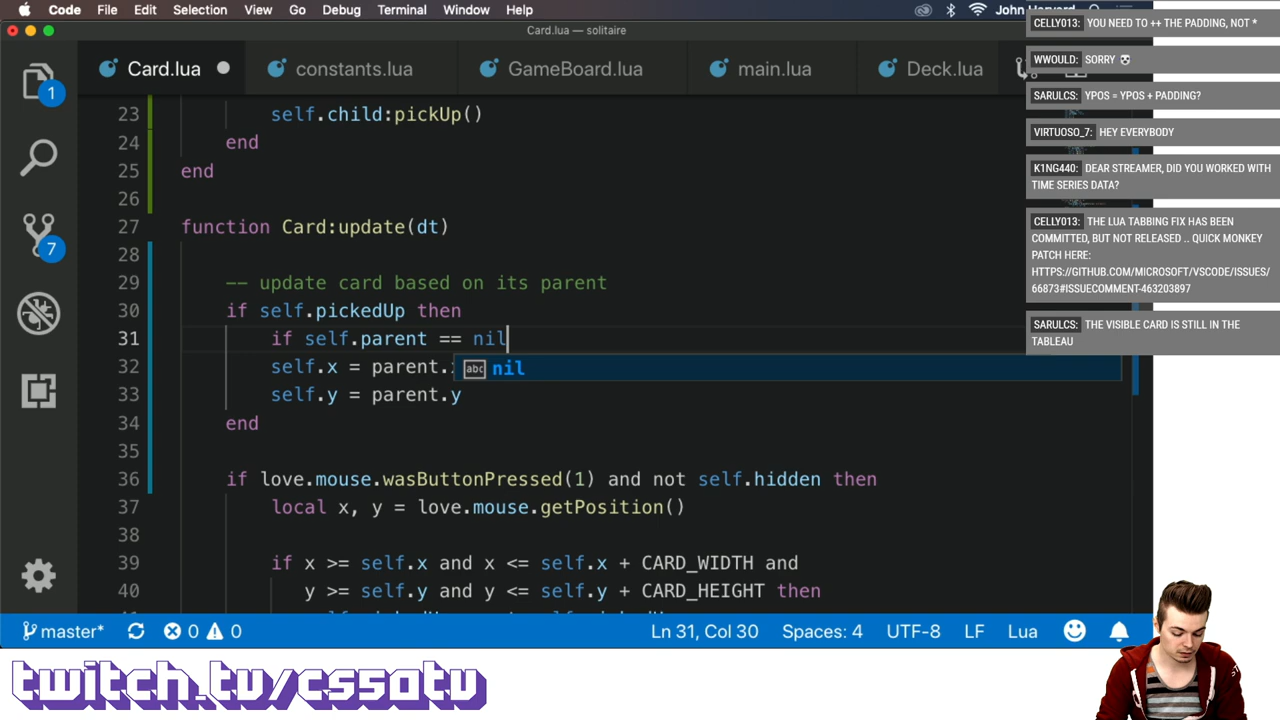 Code File Edit Selection View Go Debug Terminal Window Help
Card.lua — solitaire
Card.lua constants.lua GameBoard.lua main.lua Deck.lua
1
7
23 self.child:pickUp()
24 end
25 end
26
27 function Card:update(dt)
28
29 -- update card based on its parent
30 if self.pickedUp then
31 if self.parent == nil
32 self.x = parent.
abc nil
33 self.y = parent.y
34 end
35
36 if love.mouse.wasButtonPressed(1) and not self.hidden then
37 local x, y = love.mouse.getPosition()
38
39 if x >= self.x and x <= self.x + CARD_WIDTH and
40 y >= self.y and y <= self.y + CARD_HEIGHT then
master* 0 0 Ln 31, Col 30 Spaces: 4 UTF-8 LF Lua
CELLY013: YOU NEED TO ++ THE PADDING, NOT *
WWOULD: SORRY
SARULCS: YPOS = YPOS + PADDING?
VIRTUOSO_7: HEY EVERYBODY
K1NG440: DEAR STREAMER, DID YOU WORKED WITH
TIME SERIES DATA?
CELLY013: THE LUA TABBING FIX HAS BEEN
COMMITTED, BUT NOT RELEASED .. QUICK MONKEY
PATCH HERE:
HTTPS://GITHUB.COM/MICROSOFT/VSCODE/ISSUES/
66873#ISSUECOMMENT-463203897
SARULCS: THE VISIBLE CARD IS STILL IN THE
TABLEAU
twitch.tv/cs50tv